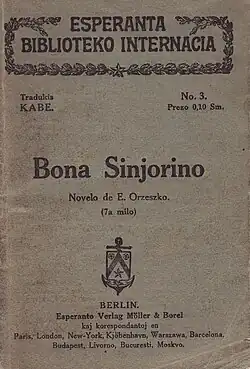 ESPERANTA
BIBLIOTEKO INTERNACIA
Tradukis
KABE.
No. 3.
Prezo 0,10 Sm.
Bona Sinjorino
Novelo de E. Orzeszko.
(7a milo)
BERLIN.
Esperanto Verlag Möller & Borel
kaj korespondantoj en
Paris, London, New-York, Kjöbenhavn, Warszawa, Barcelona,
Budapest, Livorno, Bucuresti, Moskvo.